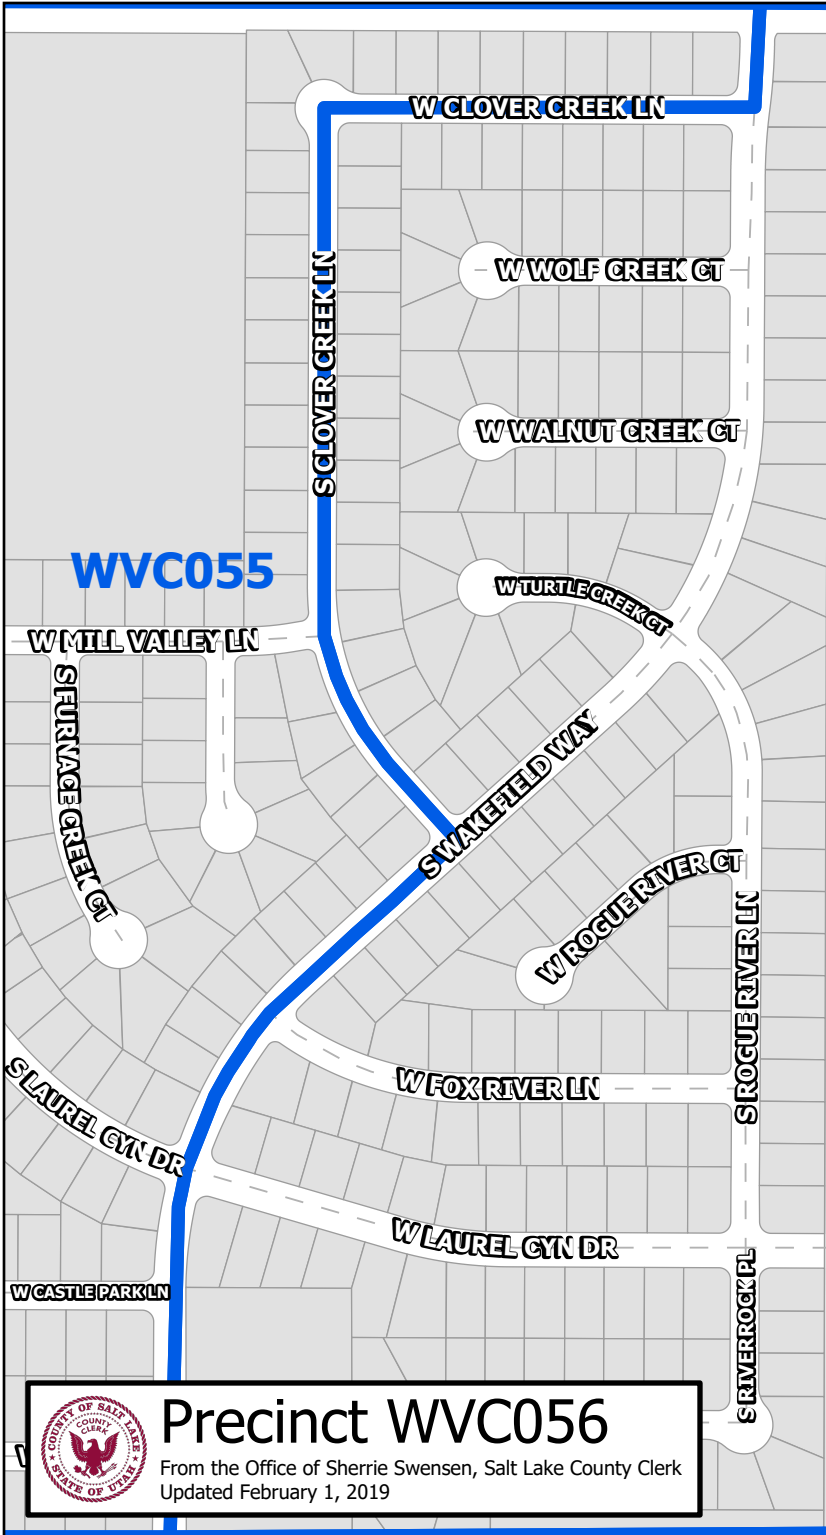 W CLOVER CREEK LN
W WOLF CREEK CT
S CLOVER CREEK LN
W WALNUT CREEK CT
WVC055
W TURTLE CREEK CT
W MILL VALLEY LN
S FURNACE CREEK CT
S WAKEFIELD WAY
W ROGUE RIVER CT
S ROGUE RIVER LN
W FOX RIVER LN
S LAUREL CYN DR
W LAUREL CYN DR
W CASTLE PARK LN
S RIVERROCK PL
COUNTY OF SALT LAKE
COUNTY
CLERK
STATE OF UTAH
Precinct WVC056
From the Office of Sherrie Swensen, Salt Lake County Clerk
Updated February 1, 2019